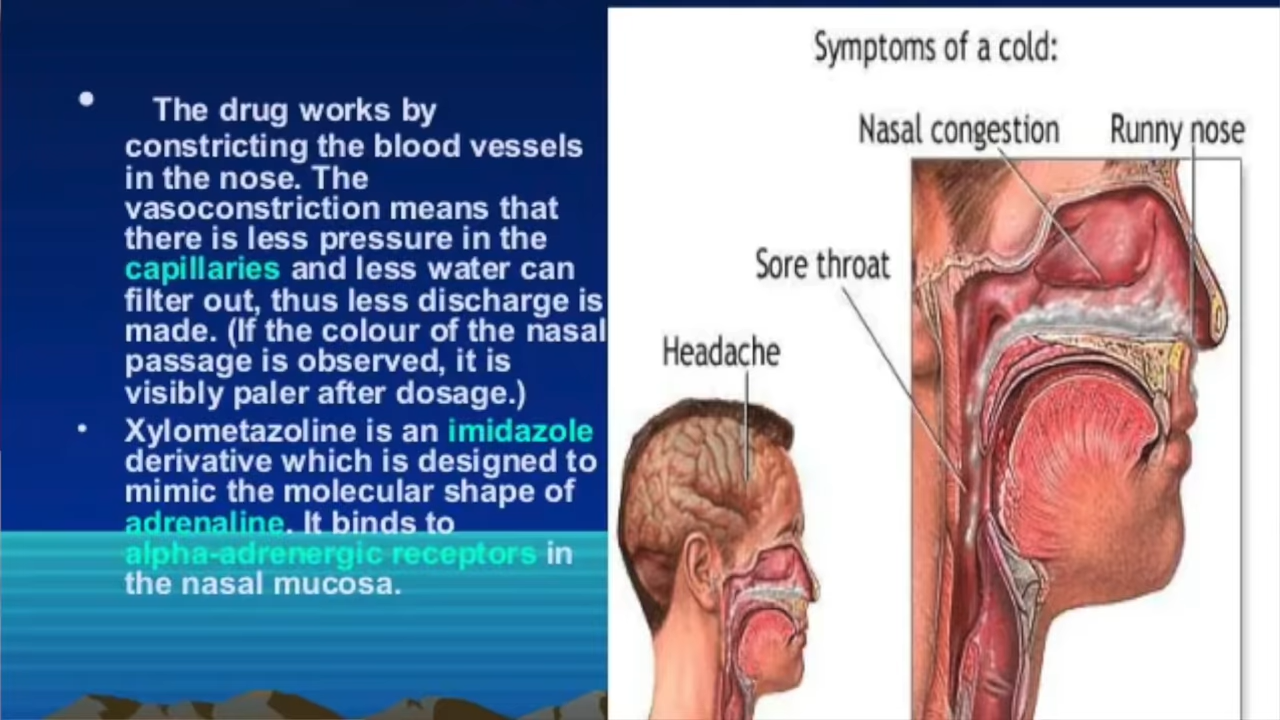 • The drug works by
constricting the blood vessels
in the nose. The
vasoconstriction means that
there is less pressure in the
capillaries and less water can
filter out, thus less discharge is
made. (If the colour of the nasal
passage is observed, it is
visibly paler after dosage.)
• Xylometazoline is an imidazole
derivative which is designed to
mimic the molecular shape of
adrenaline. It binds to
alpha-adrenergic receptors in
the nasal mucosa.
Symptoms of a cold:
Nasal congestion
Runny nose
Sore throat
Headache